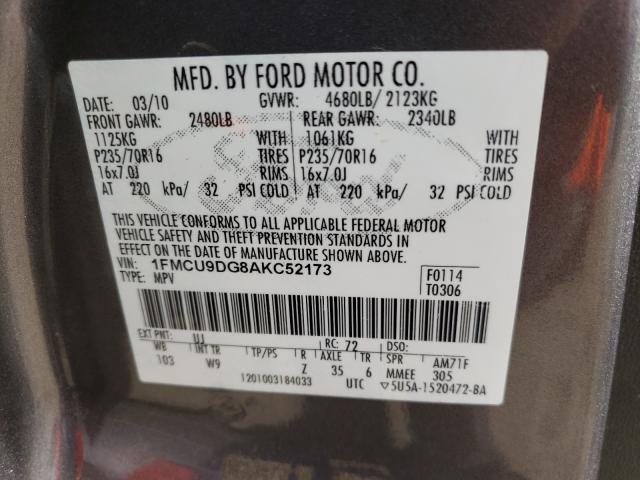 MFD. BY FORD MOTOR CO.
DATE: 03/10 GVWR: 4680LB/ 2123KG
FRONT GAWR: 2480LB REAR GAWR: 2340LB
1125KG WITH 1061KG WITH
P235/70R16 TIRES P235/70R16 TIRES
16x7.0J RIMS 16x7.0J RIMS
AT 220 kPa/ 32 PSI COLD AT 220 kPa/ 32 PSI COLD
THIS VEHICLE CONFORMS TO ALL APPLICABLE FEDERAL MOTOR
VEHICLE SAFETY AND THEFT PREVENTION STANDARDS IN
EFFECT ON THE DATE OF MANUFACTURE SHOWN ABOVE.
VIN: 1FMCU9DG8AKC52173 F0114
TYPE: MPV T0306
EXT PNT: UJ RC: 72 DSO:
WB INT TR TP/PS R AXLE TR SPR AM71F
103 W9 Z 35 6 MMEE 305
1201003184033 UTC ▽5U5A-1520472-BA